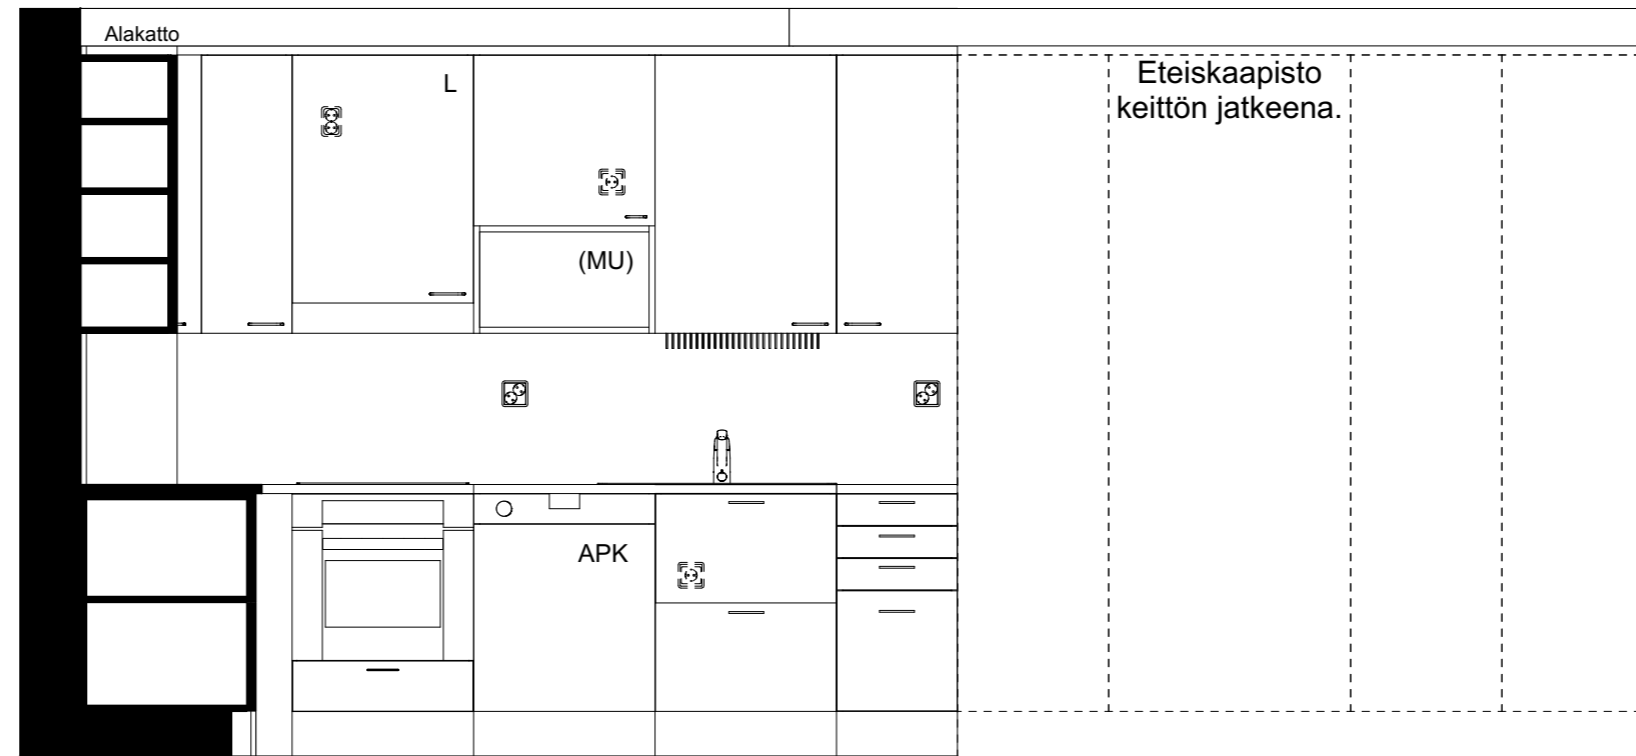 Alakatto
L
Eteiskaapisto
keittön jatkeena.
(MU)
APK